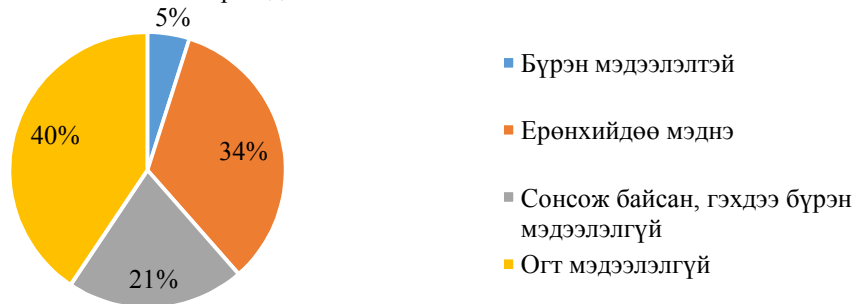 5%
34%
21%
40%
Бүрэн мэдээлэлтэй
Ерөнхийдөө мэднэ
Сонсож байсан, гэхдээ бүрэн
мэдээлэлгүй
Огт мэдээлэлгүй